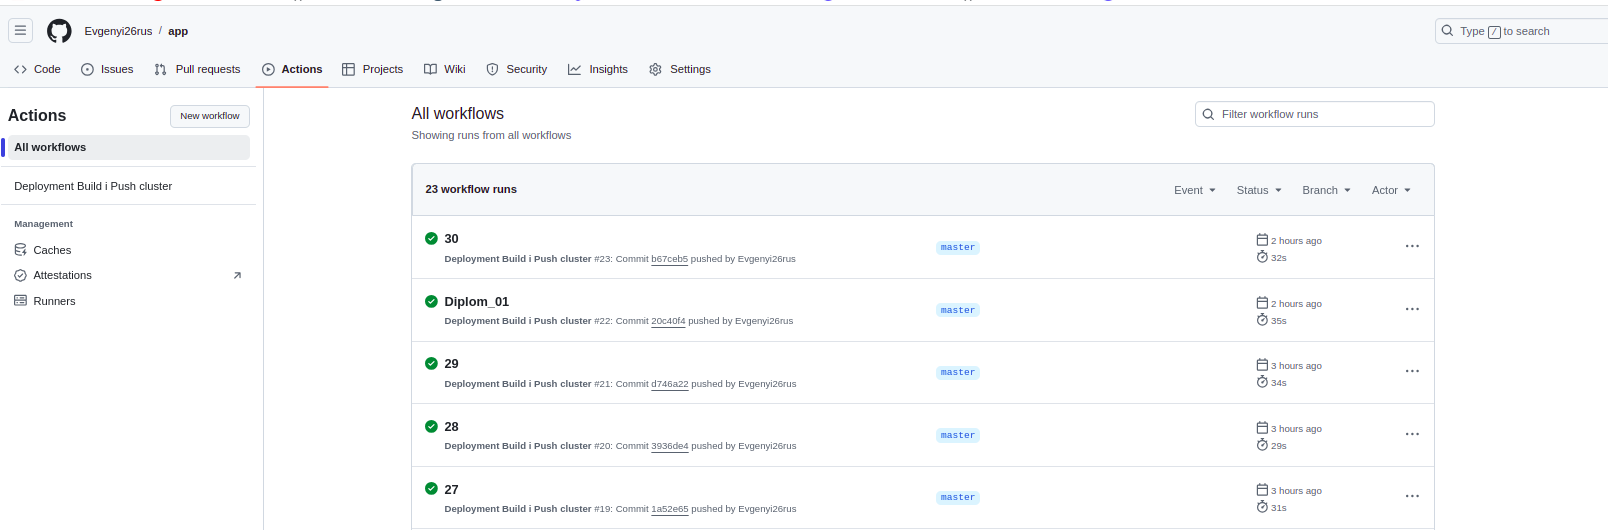 Evgenyi26rus / app
Type / to search
Code Issues Pull requests Actions Projects Wiki Security Insights Settings
Actions
New workflow
All workflows
Deployment Build i Push cluster
Management
Caches
Attestations
Runners
All workflows
Showing runs from all workflows
Filter workflow runs
23 workflow runs
Event Status Branch Actor
30
Deployment Build i Push cluster #23: Commit b67ceb5 pushed by Evgenyi26rus
master
2 hours ago
32s
Diplom_01
Deployment Build i Push cluster #22: Commit 20c40f4 pushed by Evgenyi26rus
master
2 hours ago
35s
29
Deployment Build i Push cluster #21: Commit d746a22 pushed by Evgenyi26rus
master
3 hours ago
34s
28
Deployment Build i Push cluster #20: Commit 3936de4 pushed by Evgenyi26rus
master
3 hours ago
29s
27
Deployment Build i Push cluster #19: Commit 1a52e65 pushed by Evgenyi26rus
master
3 hours ago
31s